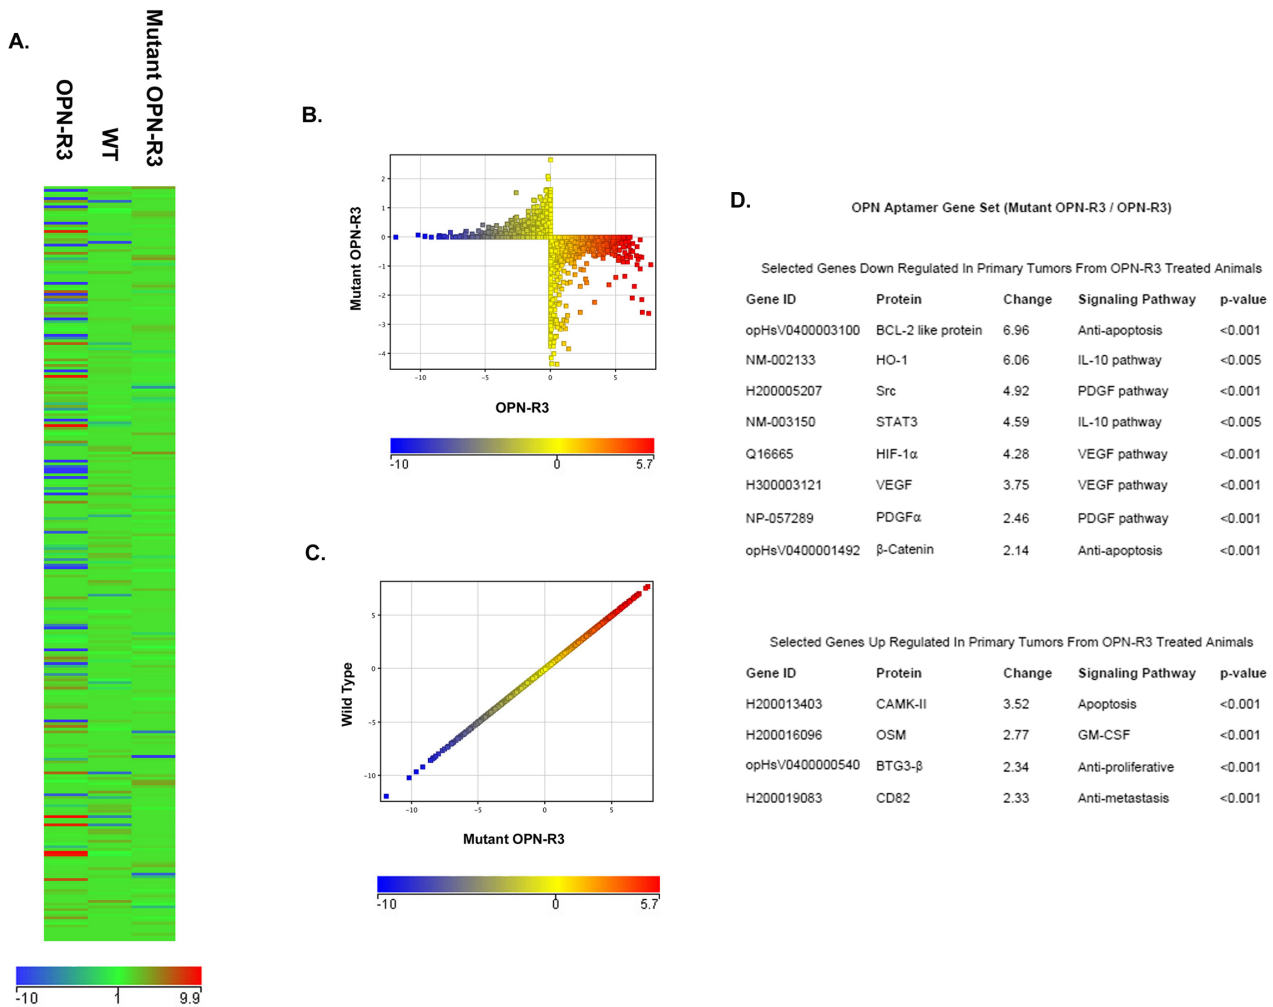 A.
OPN-R3
WT
Mutant OPN-R3
-10 1 9.9
B.
Mutant OPN-R3
2
1
0
-1
-2
-3
-4
-10 -5 0 5
OPN-R3
-10 0 5.7
C.
Wild Type
5
0
-5
-10
-10 -5 0 5
Mutant OPN-R3
-10 0 5.7
D.
OPN Aptamer Gene Set (Mutant OPN-R3 / OPN-R3)
Selected Genes Down Regulated In Primary Tumors From OPN-R3 Treated Animals
Gene ID Protein Change Signaling Pathway p-value
opHsV0400003100 BCL-2 like protein 6.96 Anti-apoptosis <0.001
NM-002133 HO-1 6.06 IL-10 pathway <0.005
H200005207 Src 4.92 PDGF pathway <0.001
NM-003150 STAT3 4.59 IL-10 pathway <0.005
Q16665 HIF-1α 4.28 VEGF pathway <0.001
H300003121 VEGF 3.75 VEGF pathway <0.001
NP-057289 PDGFα 2.46 PDGF pathway <0.001
opHsV0400001492 β-Catenin 2.14 Anti-apoptosis <0.001
Selected Genes Up Regulated In Primary Tumors From OPN-R3 Treated Animals
Gene ID Protein Change Signaling Pathway p-value
H200013403 CAMK-II 3.52 Apoptosis <0.001
H200016096 OSM 2.77 GM-CSF <0.001
opHsV0400000540 BTG3-β 2.34 Anti-proliferative <0.001
H200019083 CD82 2.33 Anti-metastasis <0.001